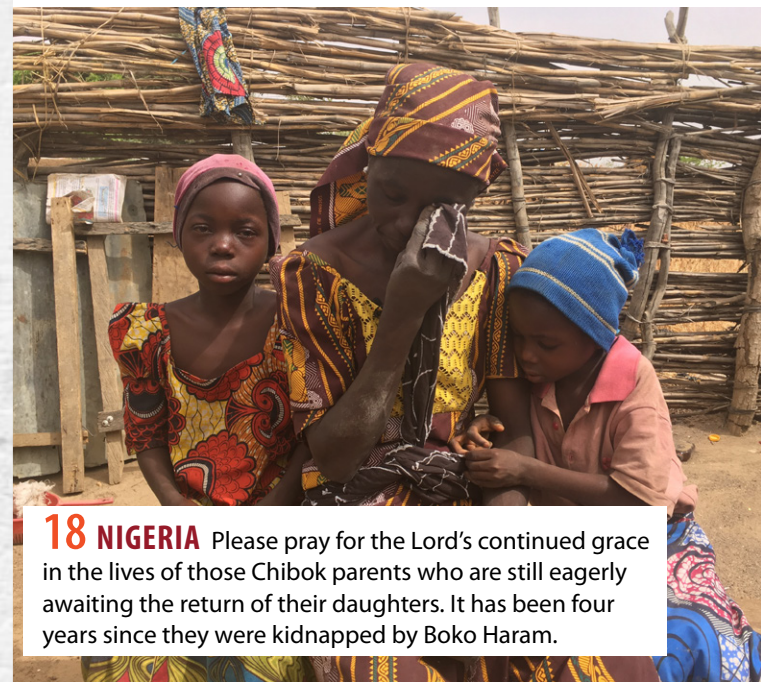 18 NIGERIA Please pray for the Lord’s continued grace
in the lives of those Chibok parents who are still eagerly
awaiting the return of their daughters. It has been four
years since they were kidnapped by Boko Haram.